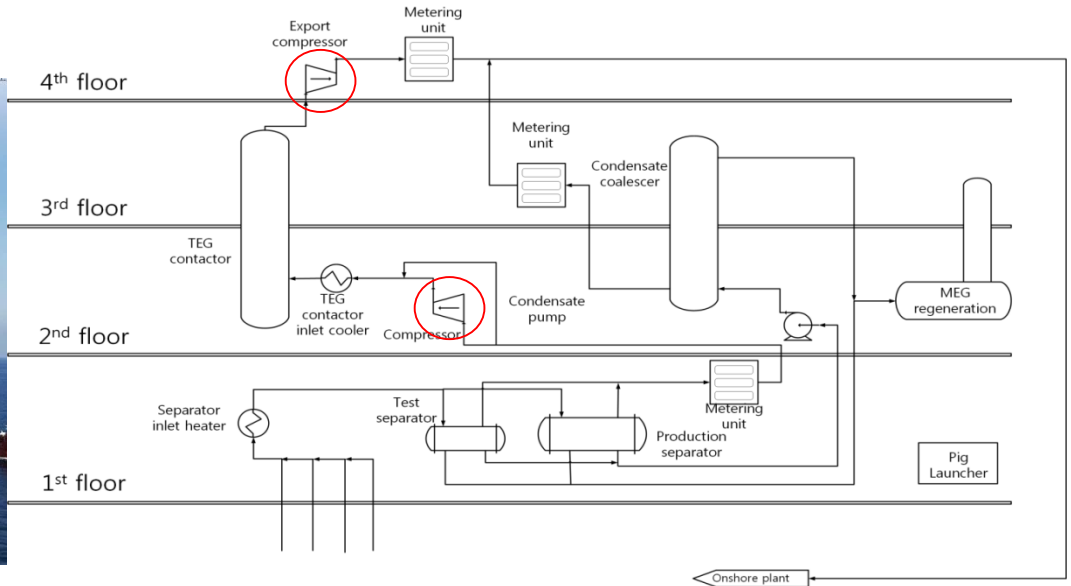 Export
compressor
Metering
unit
4th floor
Metering
unit
Condensate
coalescer
3rd floor
TEG
contactor
TEG
contactor
inlet cooler
Compressor
Condensate
pump
MEG
regeneration
2nd floor
Separator
inlet heater
Test
separator
Metering
unit
Production
separator
Pig
Launcher
1st floor
Onshore plant